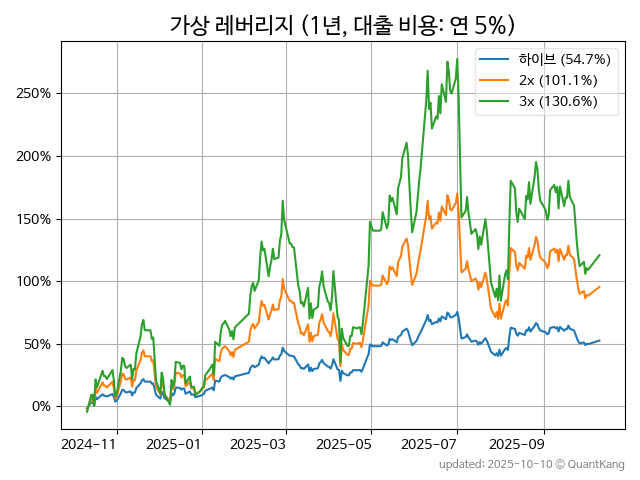 가상 레버리지 (1년, 대출 비용: 연 5%)
하이브 (54.7%)
2x (101.1%)
3x (130.6%)
250%
200%
150%
100%
50%
0%
2024-11 2025-01 2025-03 2025-05 2025-07 2025-09
updated: 2025-10-10 © QuantKang